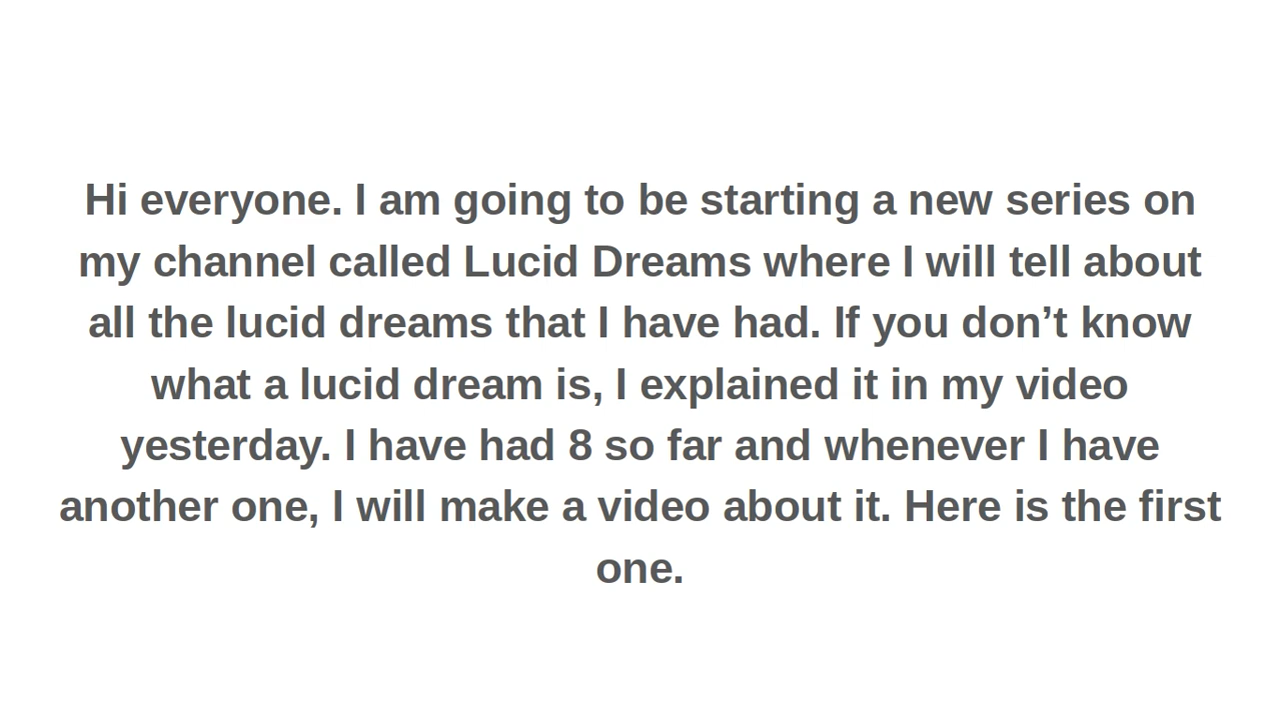 Hi everyone. I am going to be starting a new series on
my channel called Lucid Dreams where I will tell about
all the lucid dreams that I have had. If you don’t know
what a lucid dream is, I explained it in my video
yesterday. I have had 8 so far and whenever I have
another one, I will make a video about it. Here is the first
one.